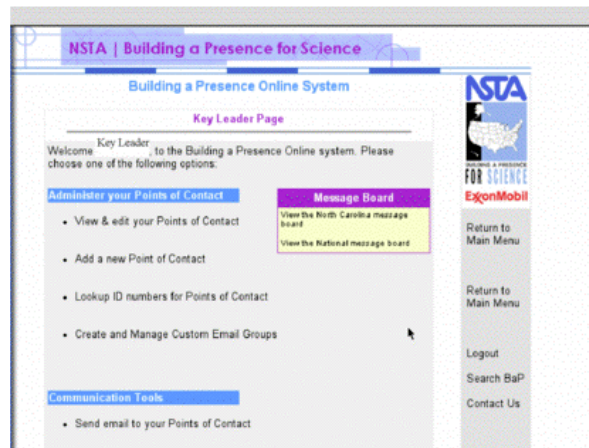 NSTA | Building a Presence for Science
Building a Presence Online System
Key Leader Page
Welcome Key Leader, to the Building a Presence Online system. Please
choose one of the following options:
Administer your Points of Contact
• View & edit your Points of Contact
• Add a new Point of Contact
• Lookup ID numbers for Points of Contact
• Create and Manage Custom Email Groups
Communication Tools
• Send email to your Points of Contact
Message Board
View the North Carolina message
board
View the National message board
NSTA
BUILDING A PRESENCE
FOR SCIENCE
ExxonMobil
Return to
Main Menu
Return to
Main Menu
Logout
Search BaP
Contact Us